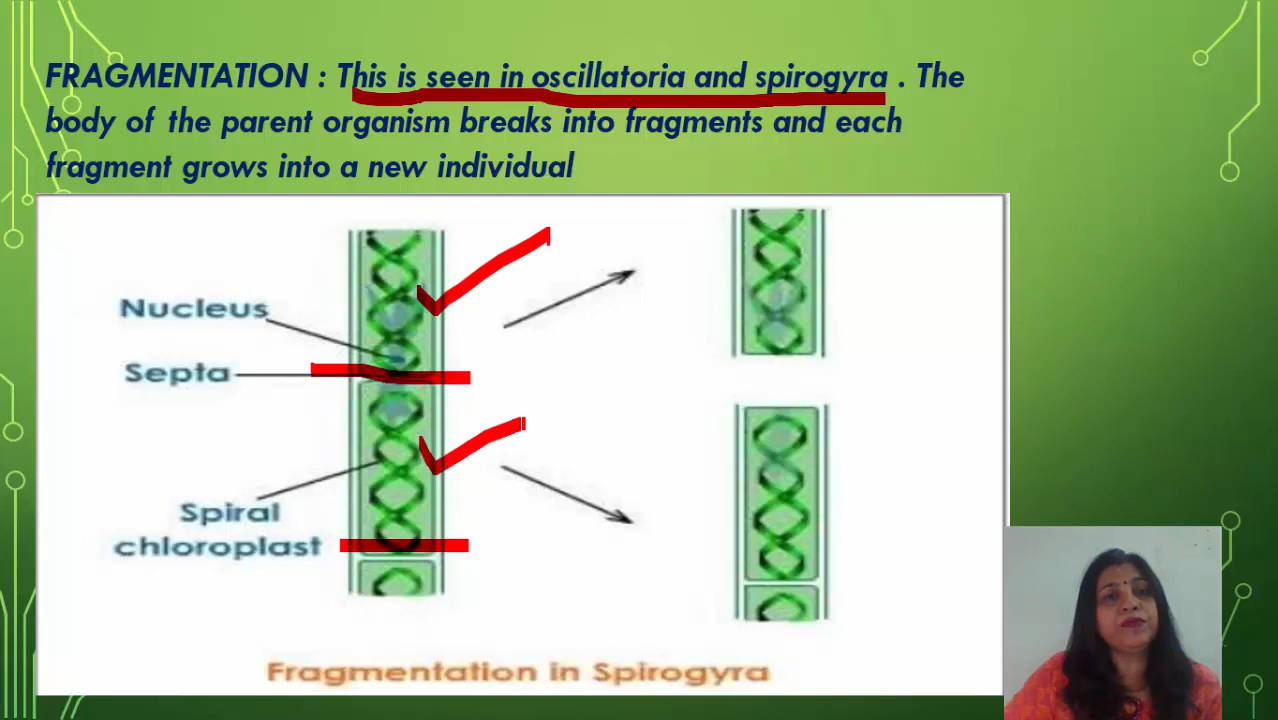 FRAGMENTATION : This is seen in oscillatoria and spirogyra . The
body of the parent organism breaks into fragments and each
fragment grows into a new individual
Nucleus
Septa
Spiral
chloroplast
Fragmentation in Spirogyra